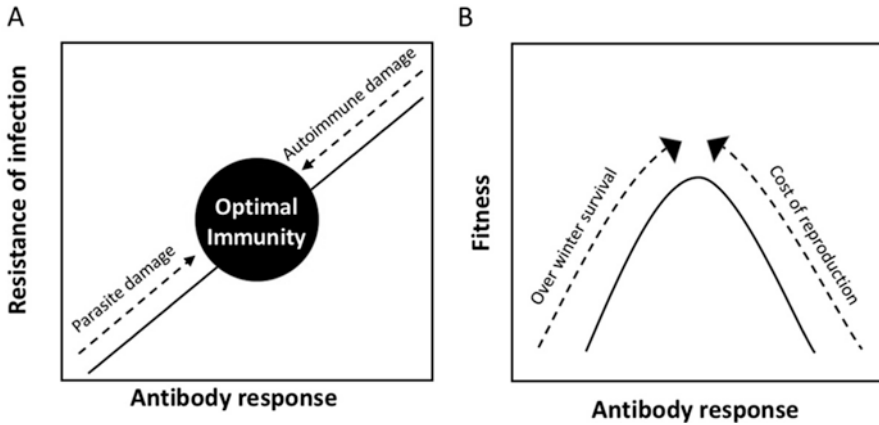 A
Resistance of infection
Autoimmune damage
Optimal
Immunity
Parasite damage
Antibody response
B
Fitness
Over winter survival
Cost of reproduction
Antibody response